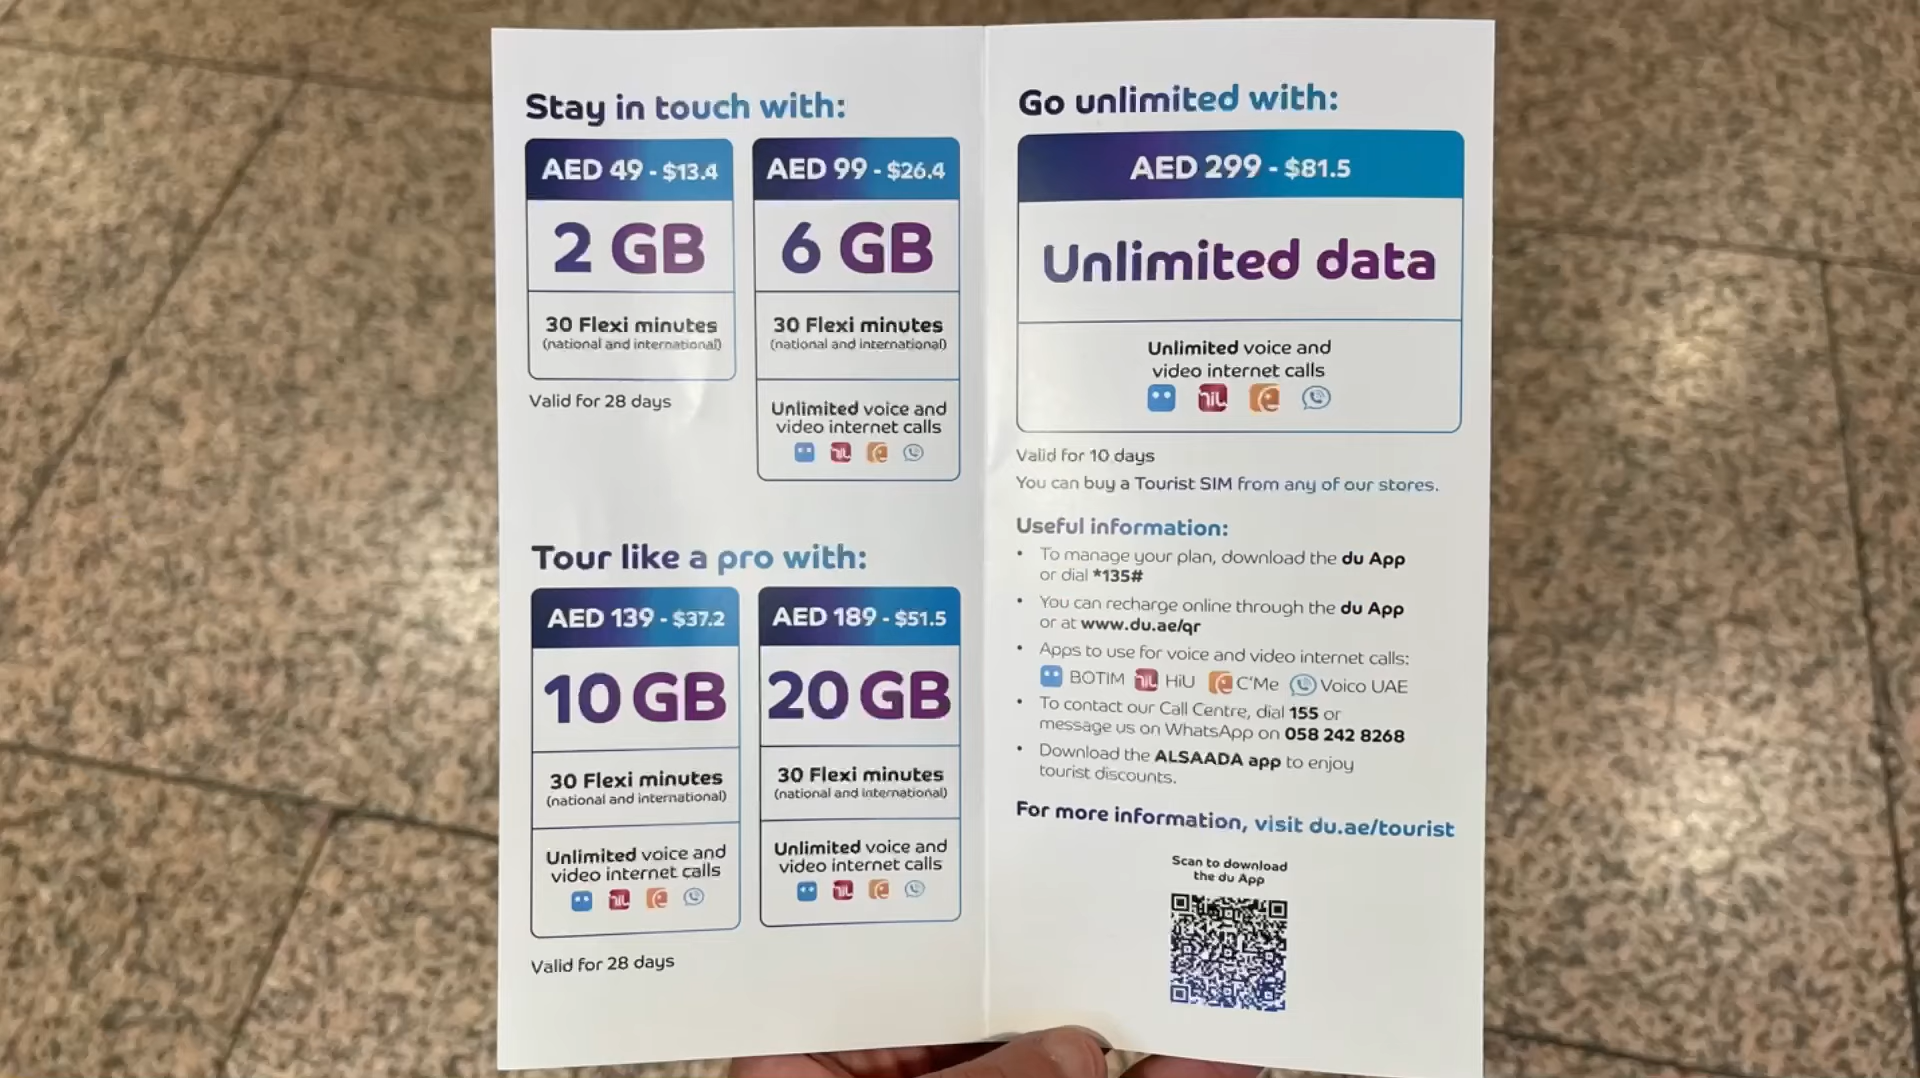 Stay in touch with:
AED 49 - $13.4
2 GB
30 Flexi minutes
(national and international)
Valid for 28 days
AED 99 - $26.4
6 GB
30 Flexi minutes
(national and international)
Unlimited voice and
video internet calls
Tour like a pro with:
AED 139 - $37.2
10 GB
30 Flexi minutes
(national and international)
Unlimited voice and
video internet calls
AED 189 - $51.5
20 GB
30 Flexi minutes
(national and international)
Unlimited voice and
video internet calls
Valid for 28 days
Go unlimited with:
AED 299 - $81.5
Unlimited data
Unlimited voice and
video internet calls
Valid for 10 days
You can buy a Tourist SIM from any of our stores.
Useful information:
• To manage your plan, download the du App
or dial *135#
• You can recharge online through the du App
or at www.du.ae/qr
• Apps to use for voice and video internet calls:
BOTIM HiU C'Me Voico UAE
• To contact our Call Centre, dial 155 or
message us on WhatsApp on 058 242 8268
• Download the ALSAADA app to enjoy
tourist discounts.
For more information, visit du.ae/tourist
Scan to download
the du App